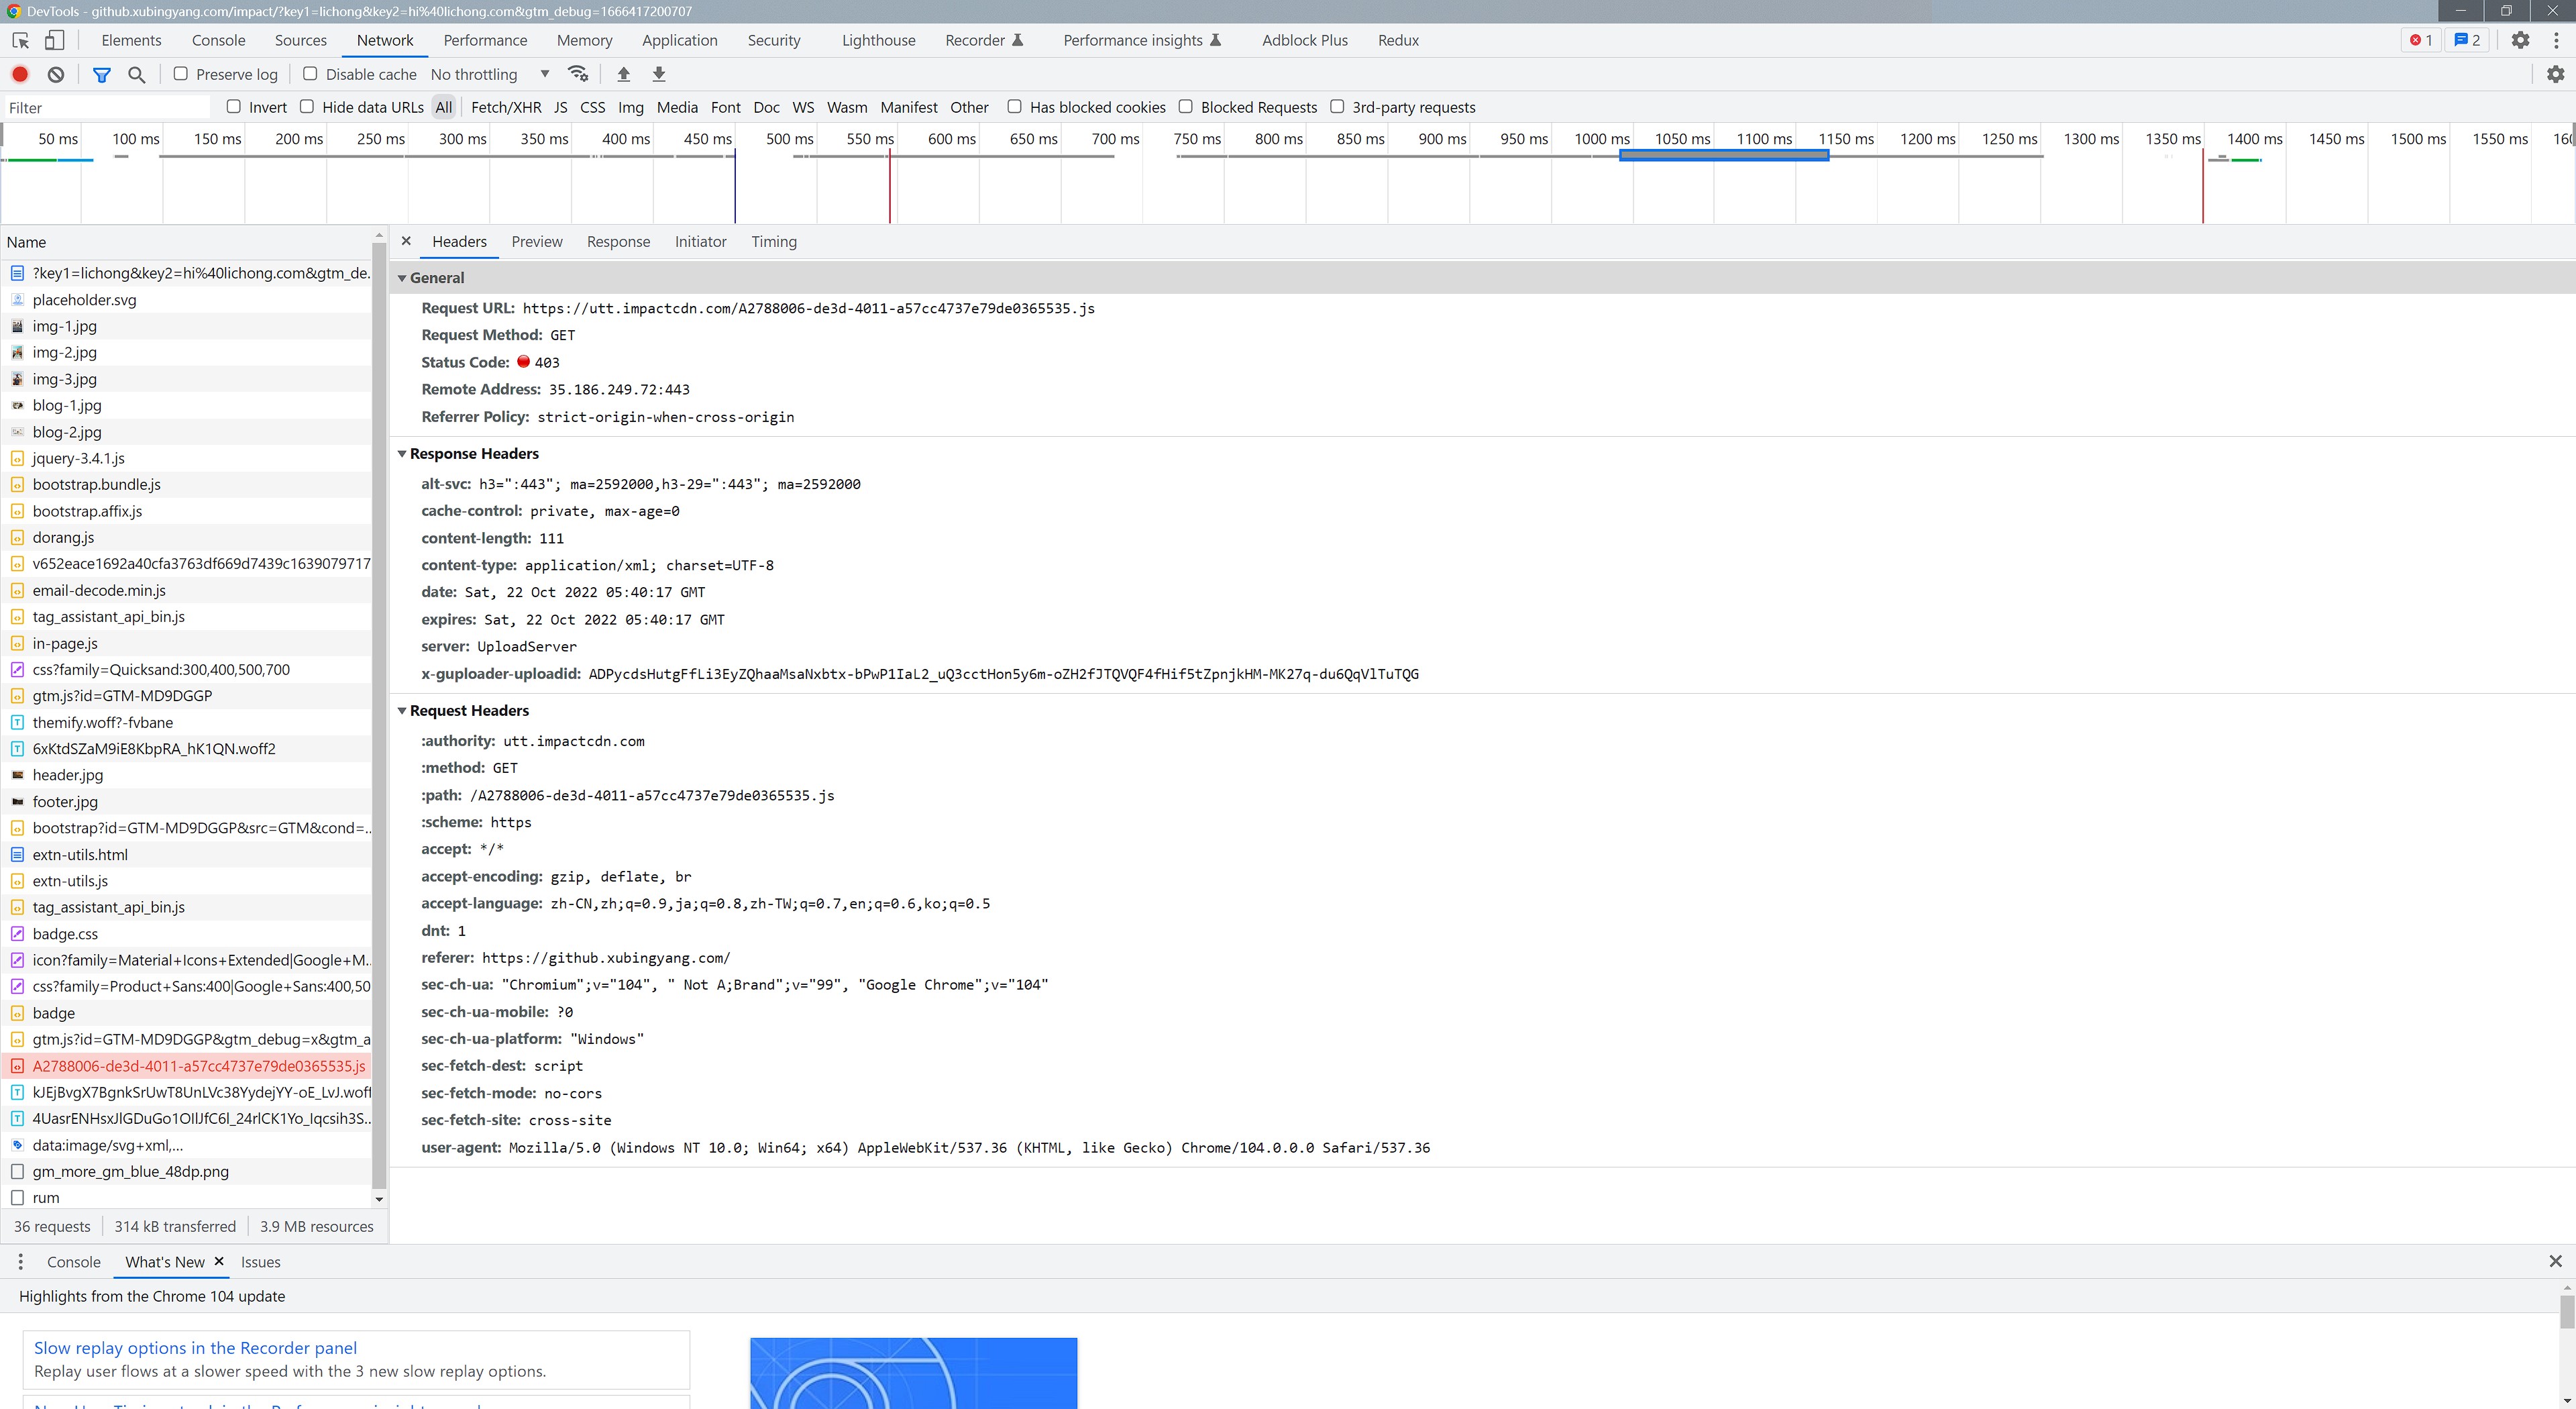 DevTools - github.xubingyang.com/impact/?key1=lichong&key2=hi%40lichong.com&gtm_debug=1666417200707
Elements Console Sources Network Performance Memory Application Security Lighthouse Recorder Performance insights Adblock Plus Redux 1 2
Preserve log Disable cache No throttling
Filter Invert Hide data URLs All Fetch/XHR JS CSS Img Media Font Doc WS Wasm Manifest Other Has blocked cookies Blocked Requests 3rd-party requests
50 ms 100 ms 150 ms 200 ms 250 ms 300 ms 350 ms 400 ms 450 ms 500 ms 550 ms 600 ms 650 ms 700 ms 750 ms 800 ms 850 ms 900 ms 950 ms 1000 ms 1050 ms 1100 ms 1150 ms 1200 ms 1250 ms 1300 ms 1350 ms 1400 ms 1450 ms 1500 ms 1550 ms
Name
?key1=lichong&key2=hi%40lichong.com&gtm_de.
placeholder.svg
img-1.jpg
img-2.jpg
img-3.jpg
blog-1.jpg
blog-2.jpg
jquery-3.4.1.js
bootstrap.bundle.js
bootstrap.affix.js
dorang.js
v652eace1692a40cfa3763df669d7439c1639079717
email-decode.min.js
tag_assistant_api_bin.js
in-page.js
css?family=Quicksand:300,400,500,700
gtm.js?id=GTM-MD9DGGP
themify.woff?-fvbane
6xKtdSZaM9iE8KbpRA_hK1QN.woff2
header.jpg
footer.jpg
bootstrap?id=GTM-MD9DGGP&src=GTM&cond=..
extn-utils.html
extn-utils.js
tag_assistant_api_bin.js
badge.css
icon?family=Material+Icons+Extended|Google+M..
css?family=Product+Sans:400|Google+Sans:400,50
badge
gtm.js?id=GTM-MD9DGGP&gtm_debug=x&gtm_a
A2788006-de3d-4011-a57cc4737e79de0365535.js
kJEjBvgX7BgnkSrUwT8UnLVc38YydejYY-oE_LvJ.woff
4UasrENHsxJlGDuGo1OIlJfC6l_24rlCK1Yo_Iqcsih3S..
data:image/svg+xml,...
gm_more_gm_blue_48dp.png
rum
36 requests 314 kB transferred 3.9 MB resources
Headers Preview Response Initiator Timing
General
Request URL: https://utt.impactcdn.com/A2788006-de3d-4011-a57cc4737e79de0365535.js
Request Method: GET
Status Code: 403
Remote Address: 35.186.249.72:443
Referrer Policy: strict-origin-when-cross-origin
Response Headers
alt-svc: h3=":443"; ma=2592000,h3-29=":443"; ma=2592000
cache-control: private, max-age=0
content-length: 111
content-type: application/xml; charset=UTF-8
date: Sat, 22 Oct 2022 05:40:17 GMT
expires: Sat, 22 Oct 2022 05:40:17 GMT
server: UploadServer
x-guploader-uploadid: ADPycdsHutgFfLi3EyZQhaaMsaNxbtx-bPwP1IaL2_uQ3cctHon5y6m-oZH2fJTQVQF4fHif5tZpnjkHM-MK27q-du6QqVlTuTQG
Request Headers
:authority: utt.impactcdn.com
:method: GET
:path: /A2788006-de3d-4011-a57cc4737e79de0365535.js
:scheme: https
accept: */*
accept-encoding: gzip, deflate, br
accept-language: zh-CN,zh;q=0.9,ja;q=0.8,zh-TW;q=0.7,en;q=0.6,ko;q=0.5
dnt: 1
referer: https://github.xubingyang.com/
sec-ch-ua: "Chromium";v="104", " Not A;Brand";v="99", "Google Chrome";v="104"
sec-ch-ua-mobile: ?0
sec-ch-ua-platform: "Windows"
sec-fetch-dest: script
sec-fetch-mode: no-cors
sec-fetch-site: cross-site
user-agent: Mozilla/5.0 (Windows NT 10.0; Win64; x64) AppleWebKit/537.36 (KHTML, like Gecko) Chrome/104.0.0.0 Safari/537.36
Console What's New Issues
Highlights from the Chrome 104 update
Slow replay options in the Recorder panel
Replay user flows at a slower speed with the 3 new slow replay options.